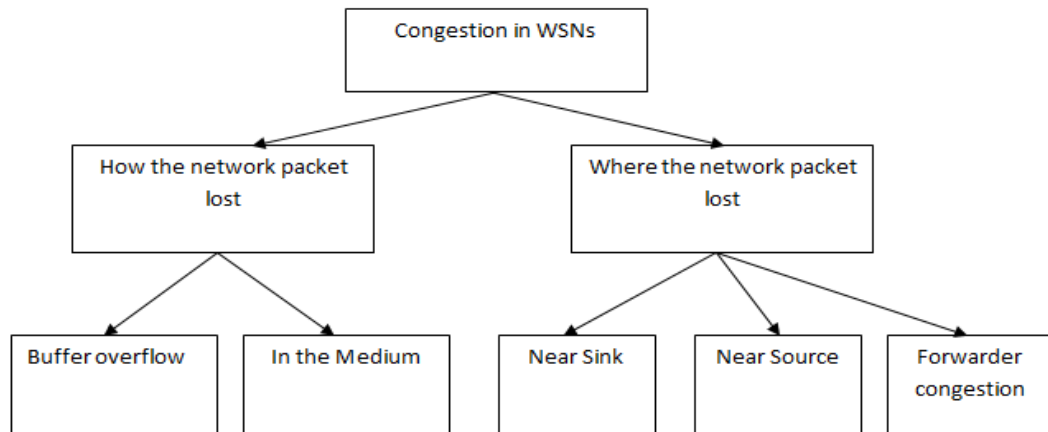 Congestion in WSNs
How the network packet
lost
Where the network packet
lost
Buffer overflow
In the Medium
Near Sink
Near Source
Forwarder
congestion